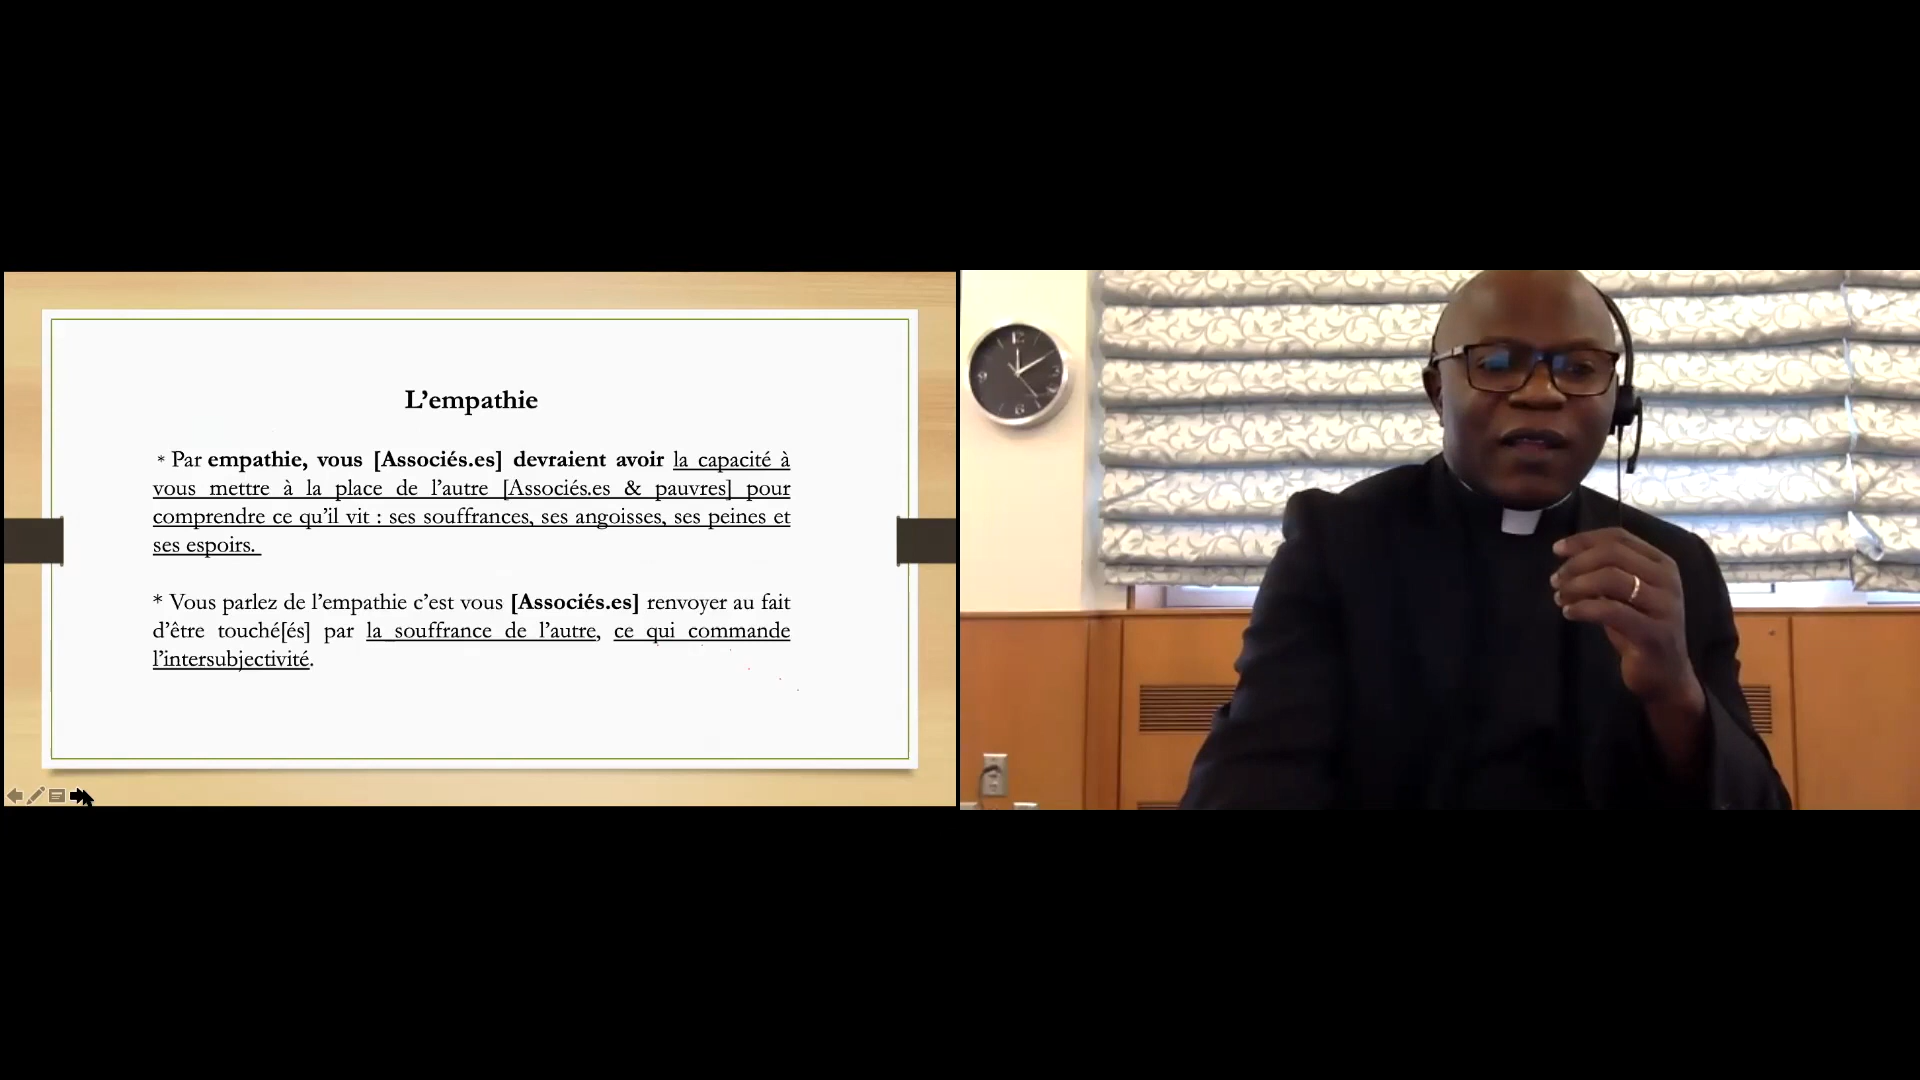 L’empathie
* Par empathie, vous [Associés.es] devraient avoir la capacité à
vous mettre à la place de l’autre [Associés.es & pauvres] pour
comprendre ce qu’il vit : ses souffrances, ses angoisses, ses peines et
ses espoirs.
* Vous parlez de l’empathie c’est vous [Associés.es] renvoyer au fait
d’être touché[és] par la souffrance de l’autre, ce qui commande
l’intersubjectivité.